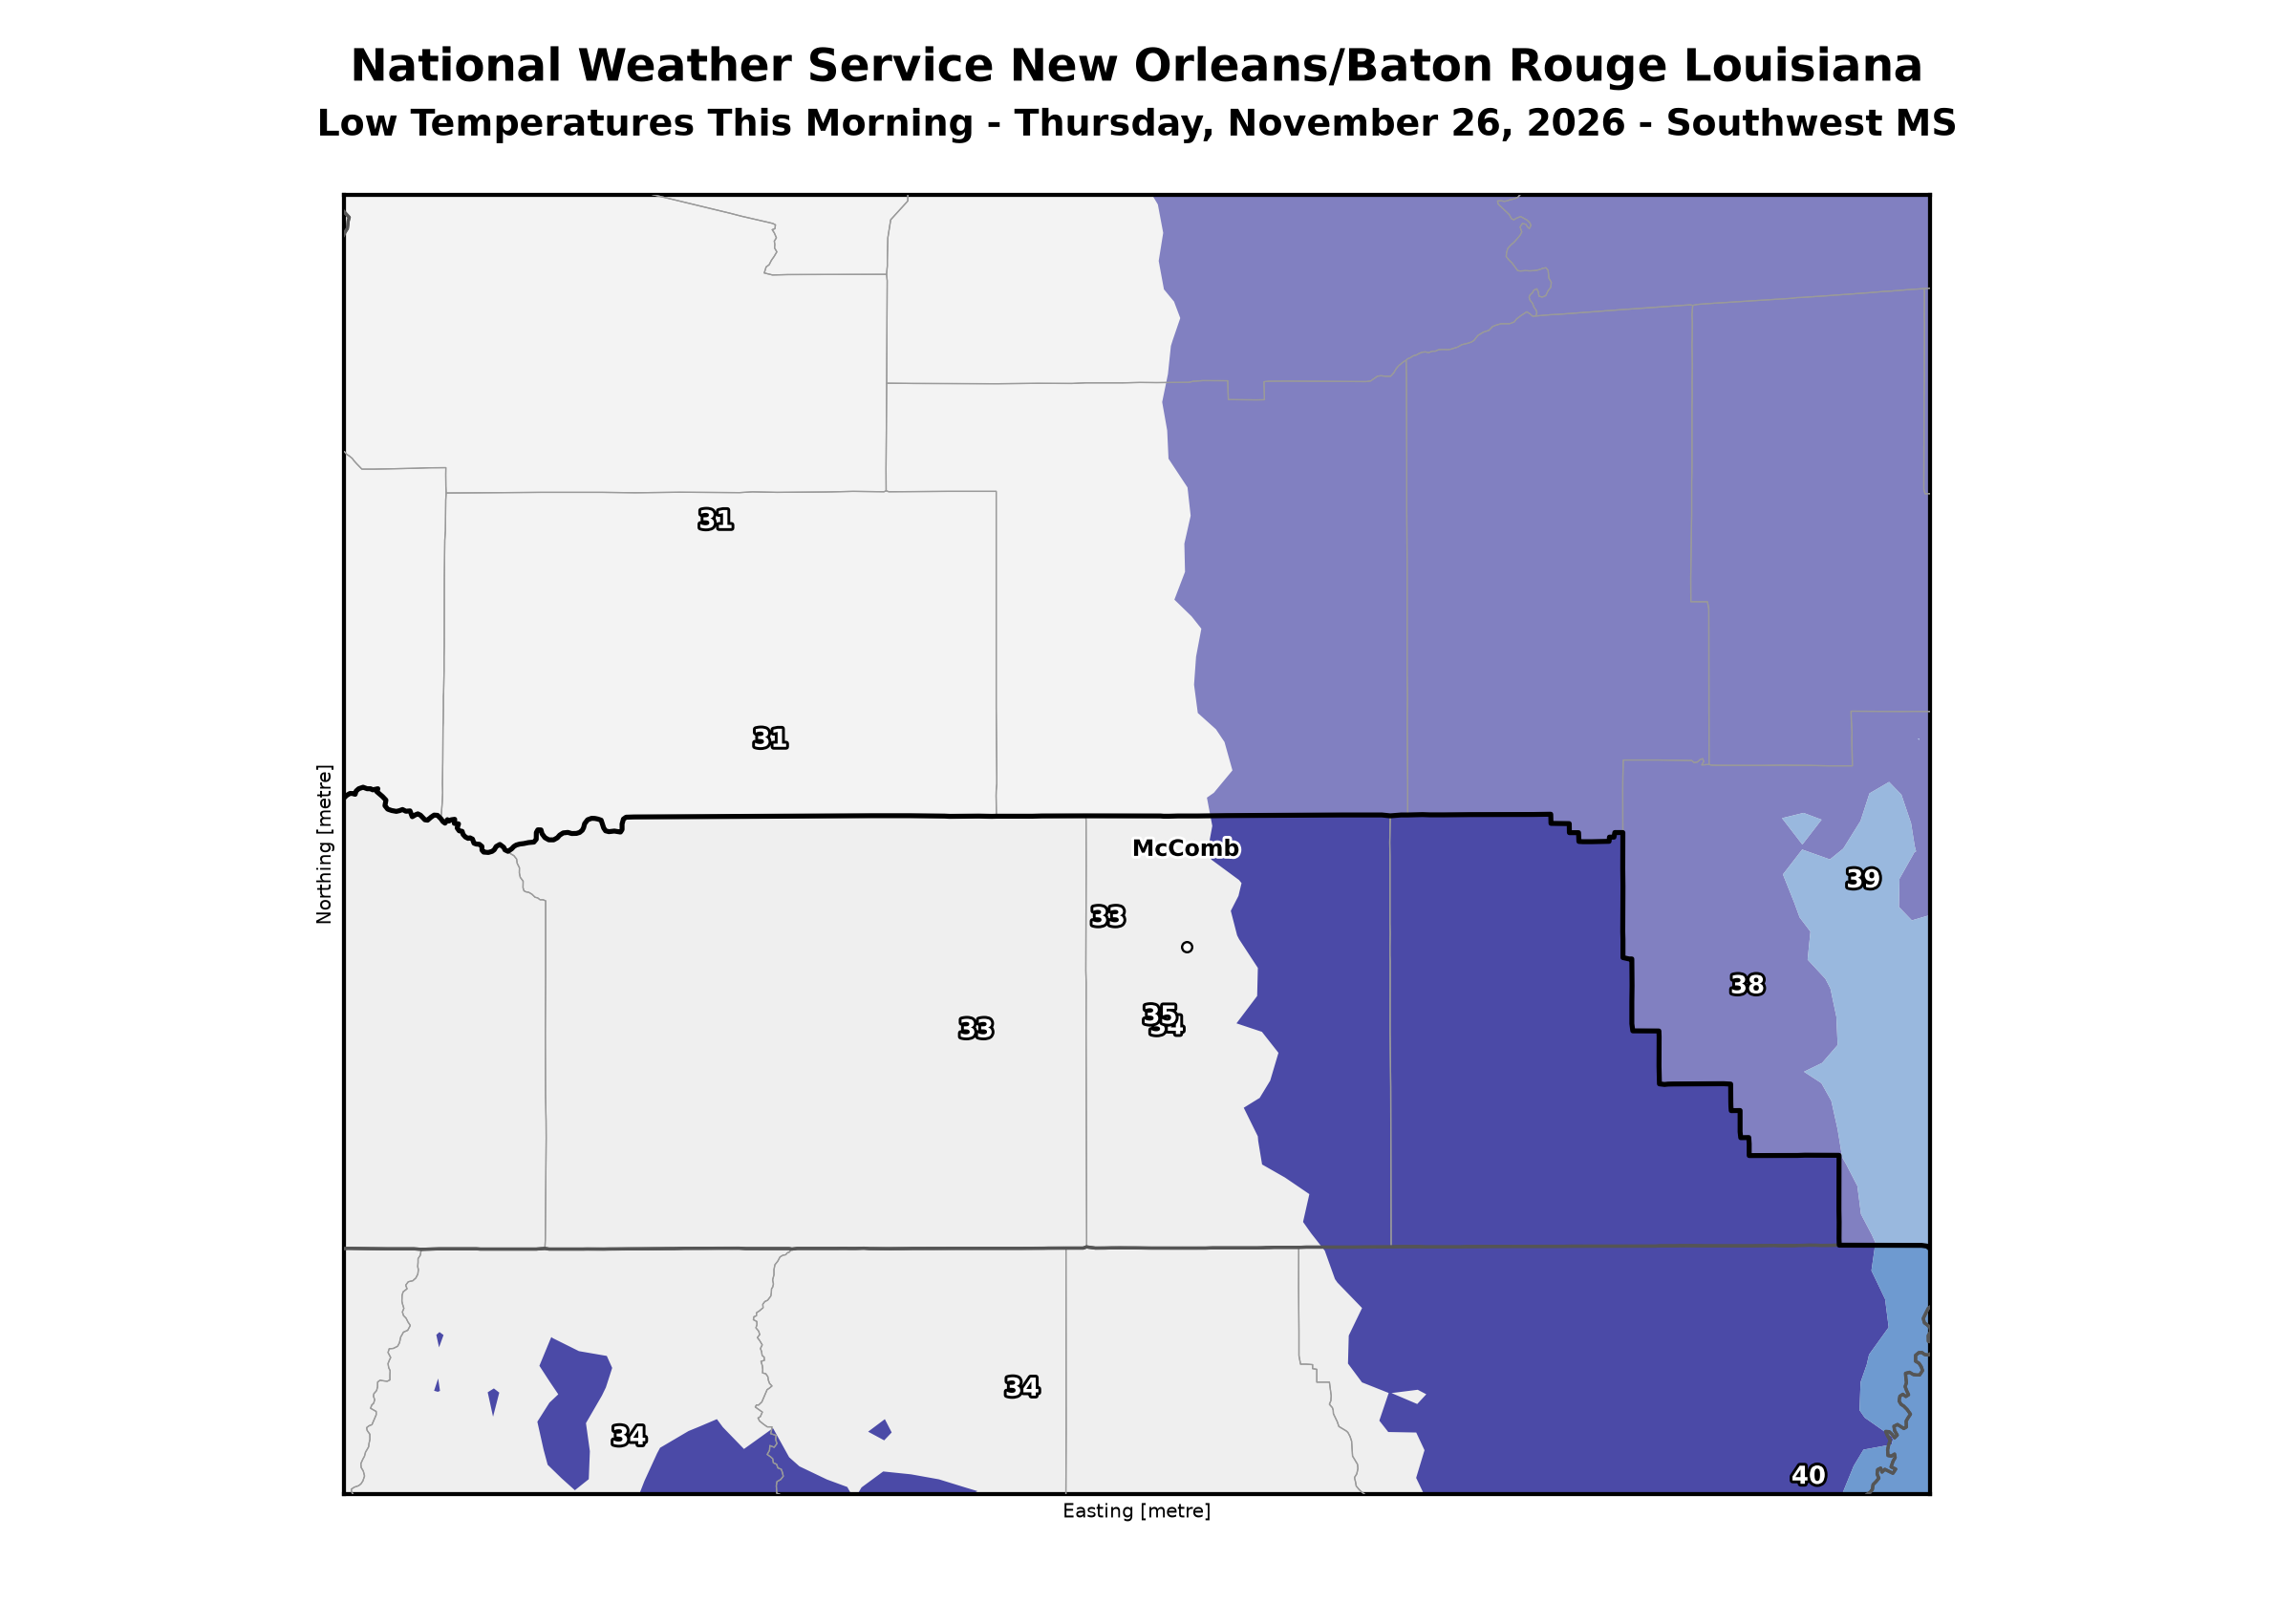 National Weather Service New Orleans/Baton Rouge Louisiana
Low Temperatures This Morning - Thursday, November 26, 2026 - Southwest MS
31
31
McComb
39
33
38
35
34
33
34
34
40
Northing [metre]
Easting [metre]